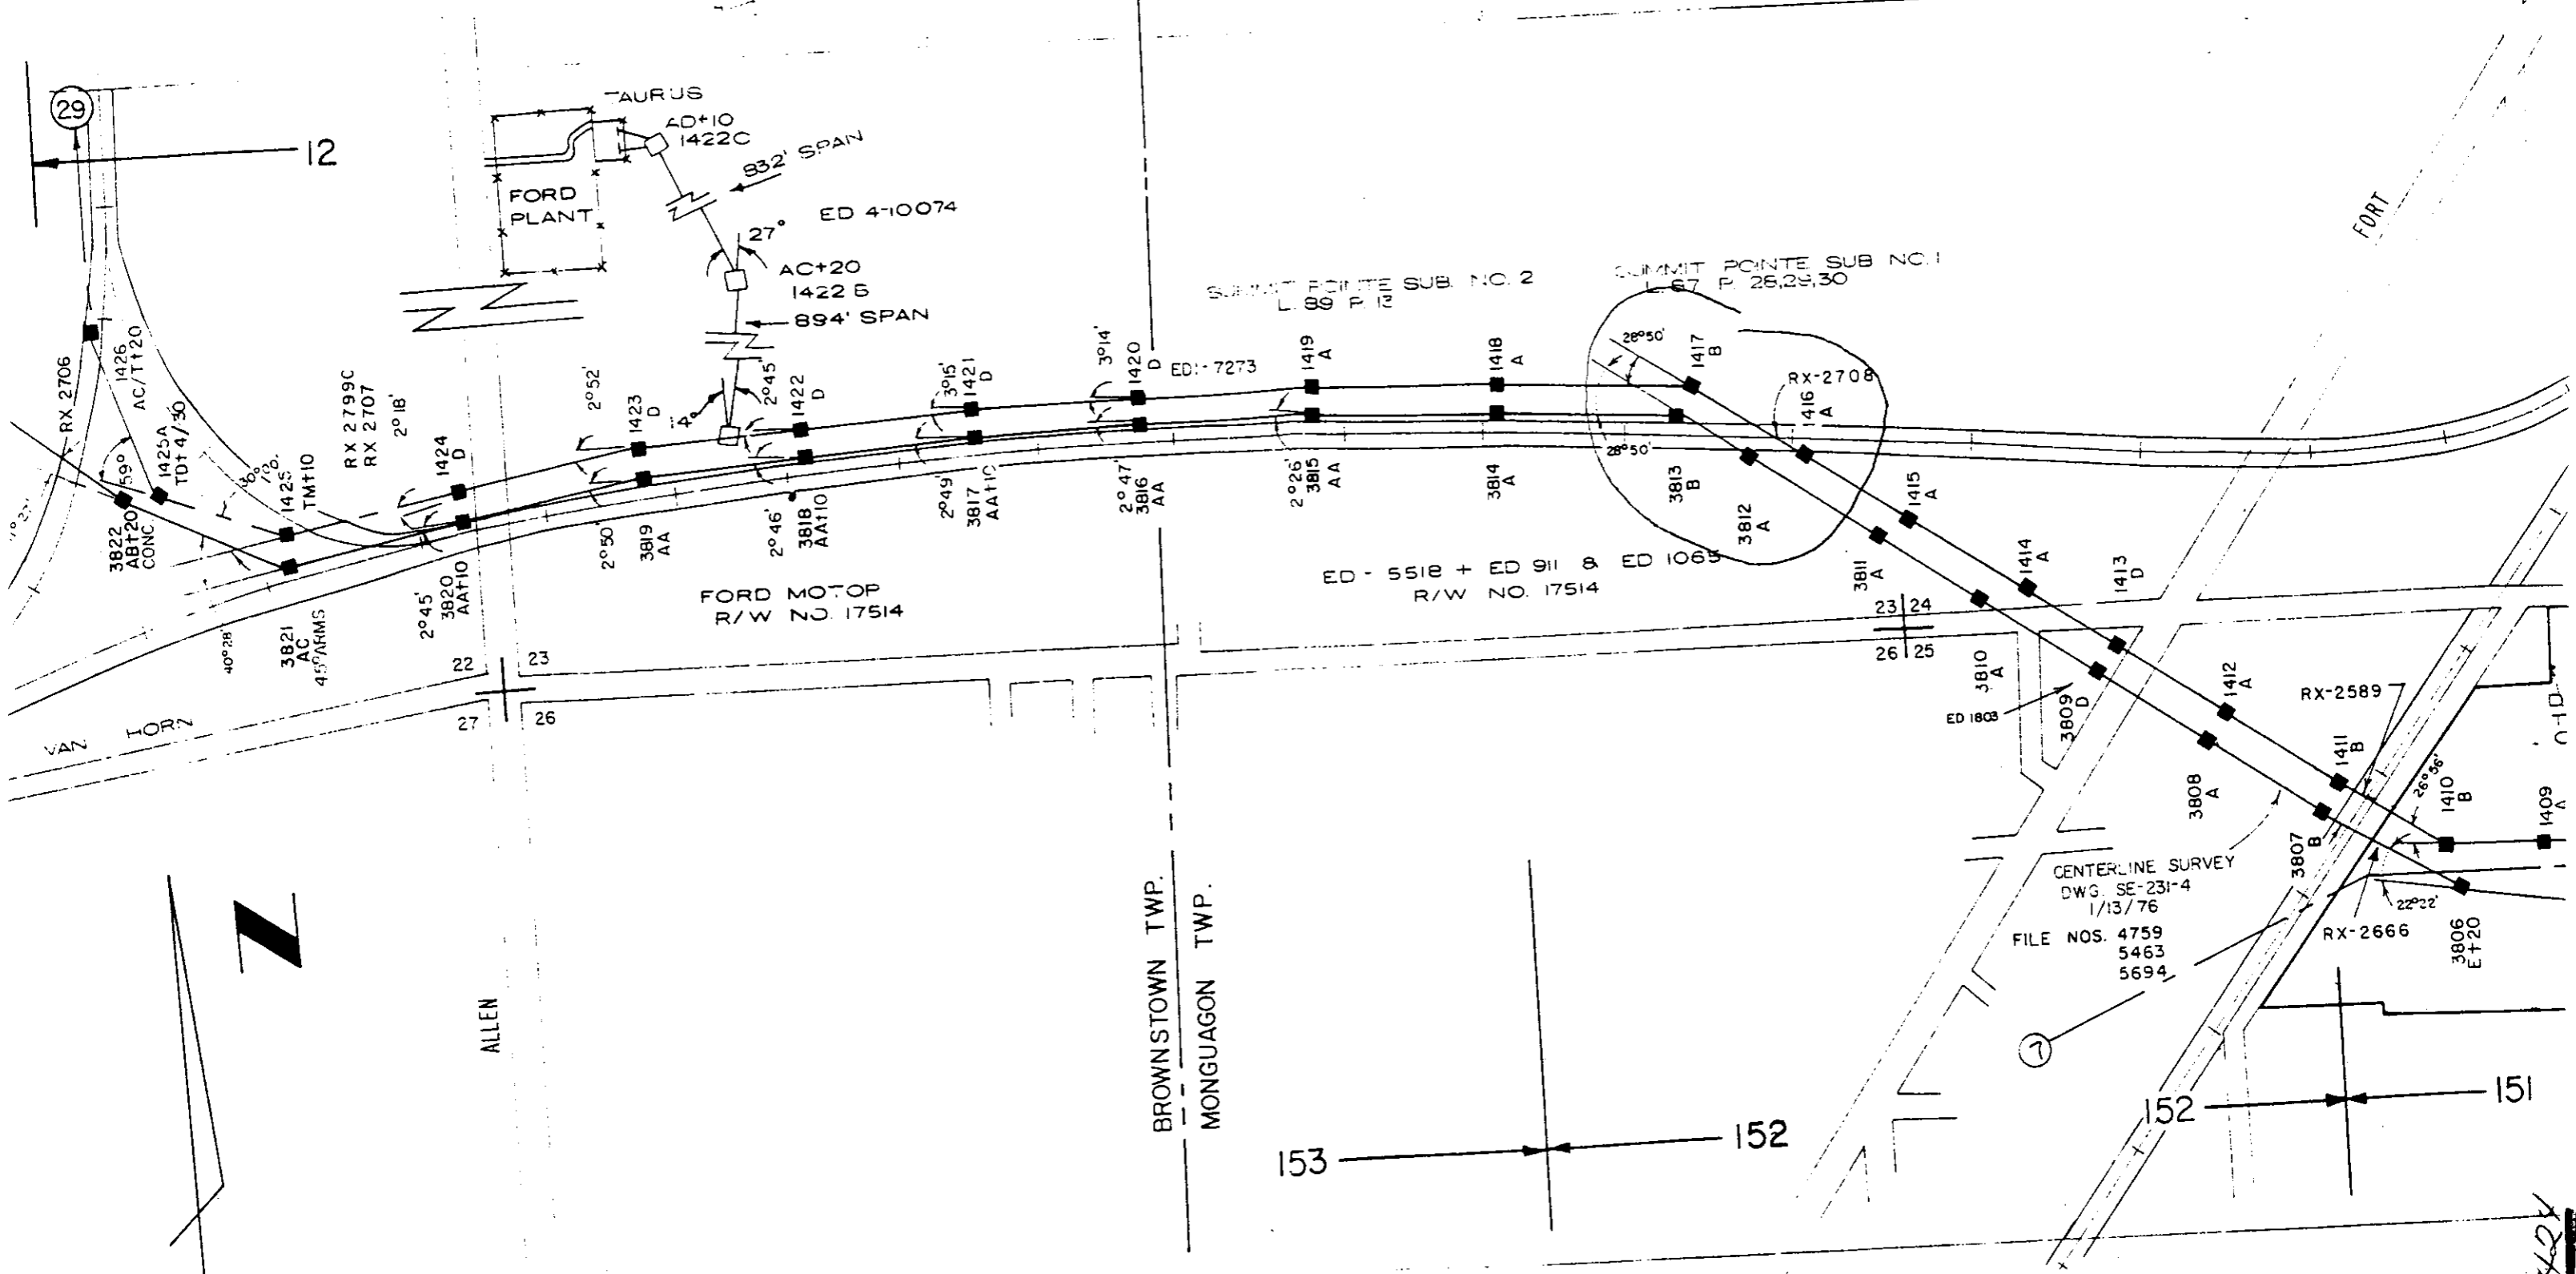 29
12
TAURUS
AD+10
1422C
832' SPAN
FORD
PLANT
27°
ED 4-10074
AC+20
1422 B
894' SPAN
SUMMIT POINTE SUB. NO. 2
L. 89 P. 13
SUMMIT POINTE SUB NO. 1
L. 67 P. 28,29,30
FORT
RX 2706
1426
AC/T+20
59°
1425A
TD+4/30
1425
TM+10
RX 2799C
RX 2707
2°18'
1424
D
2°52'
1423
D
14°
2°45'
1422
D
3°15'
1421
D
3°14'
1420
D
ED1-7273
1419
A
1418
A
28°50'
1417
B
RX-2708
1416
A
1415
A
1414
A
1413
D
1412
A
RX-2589
1411
B
26°56'
1410
B
1409
A
3822
AB+20
CONC.
40°28'
3821
AC
45° ARMS
2°45'
3820
AA+10
2°50'
3819
AA
2°46'
3818
AA+10
2°49'
3817
AA+10
2°47'
3816
AA
2°26'
3815
AA
3814
A
28°50'
3813
B
3812
A
3811
A
3810
A
3809
D
ED 1803
3808
A
3807
B
22°22'
3806
E+20
RX-2666
FORD MOTOR
R/W NO. 17514
ED - 5518 + ED 911 & ED 1065
R/W NO. 17514
22
23
27
26
23
24
26
25
VAN HORN
ALLEN
N
BROWNSTOWN TWP.
MONGUAGON TWP.
CENTERLINE SURVEY
DWG. SE-231-4
1/13/76
FILE NOS. 4759
5463
5694
7
153
152
152
151